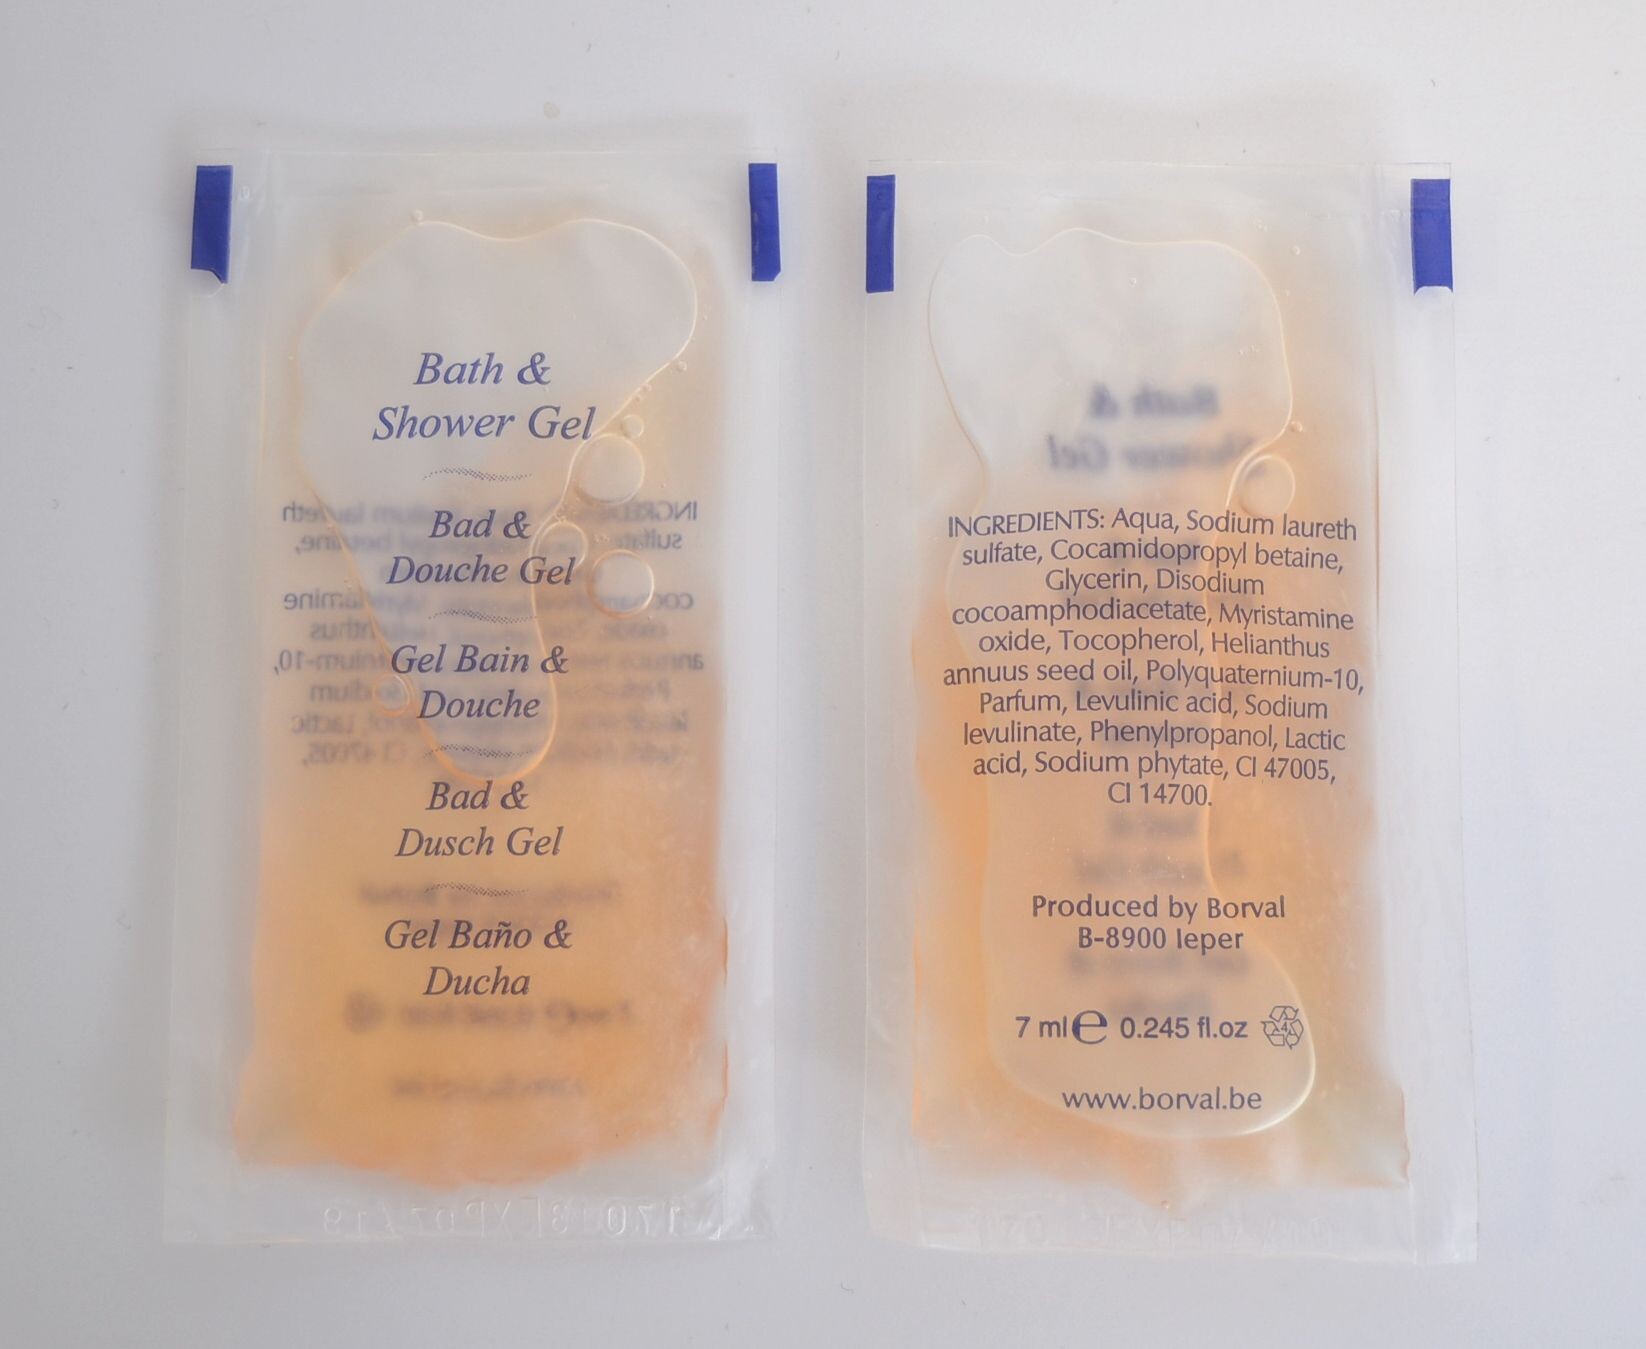 Bath &
Shower Gel
Bad &
Douche Gel
Gel Bain &
Douche
Bad &
Dusch Gel
Gel Baño &
Ducha
INGREDIENTS: Aqua, Sodium laureth
sulfate, Cocamidopropyl betaine,
Glycerin, Disodium
cocoamphodiacetate, Myristamine
oxide, Tocopherol, Helianthus
annuus seed oil, Polyquaternium-10,
Parfum, Levulinic acid, Sodium
levulinate, Phenylpropanol, Lactic
acid, Sodium phytate, CI 47005,
CI 14700.
Produced by Borval
B-8900 Ieper
7 ml e 0.245 fl.oz 4
www.borval.be